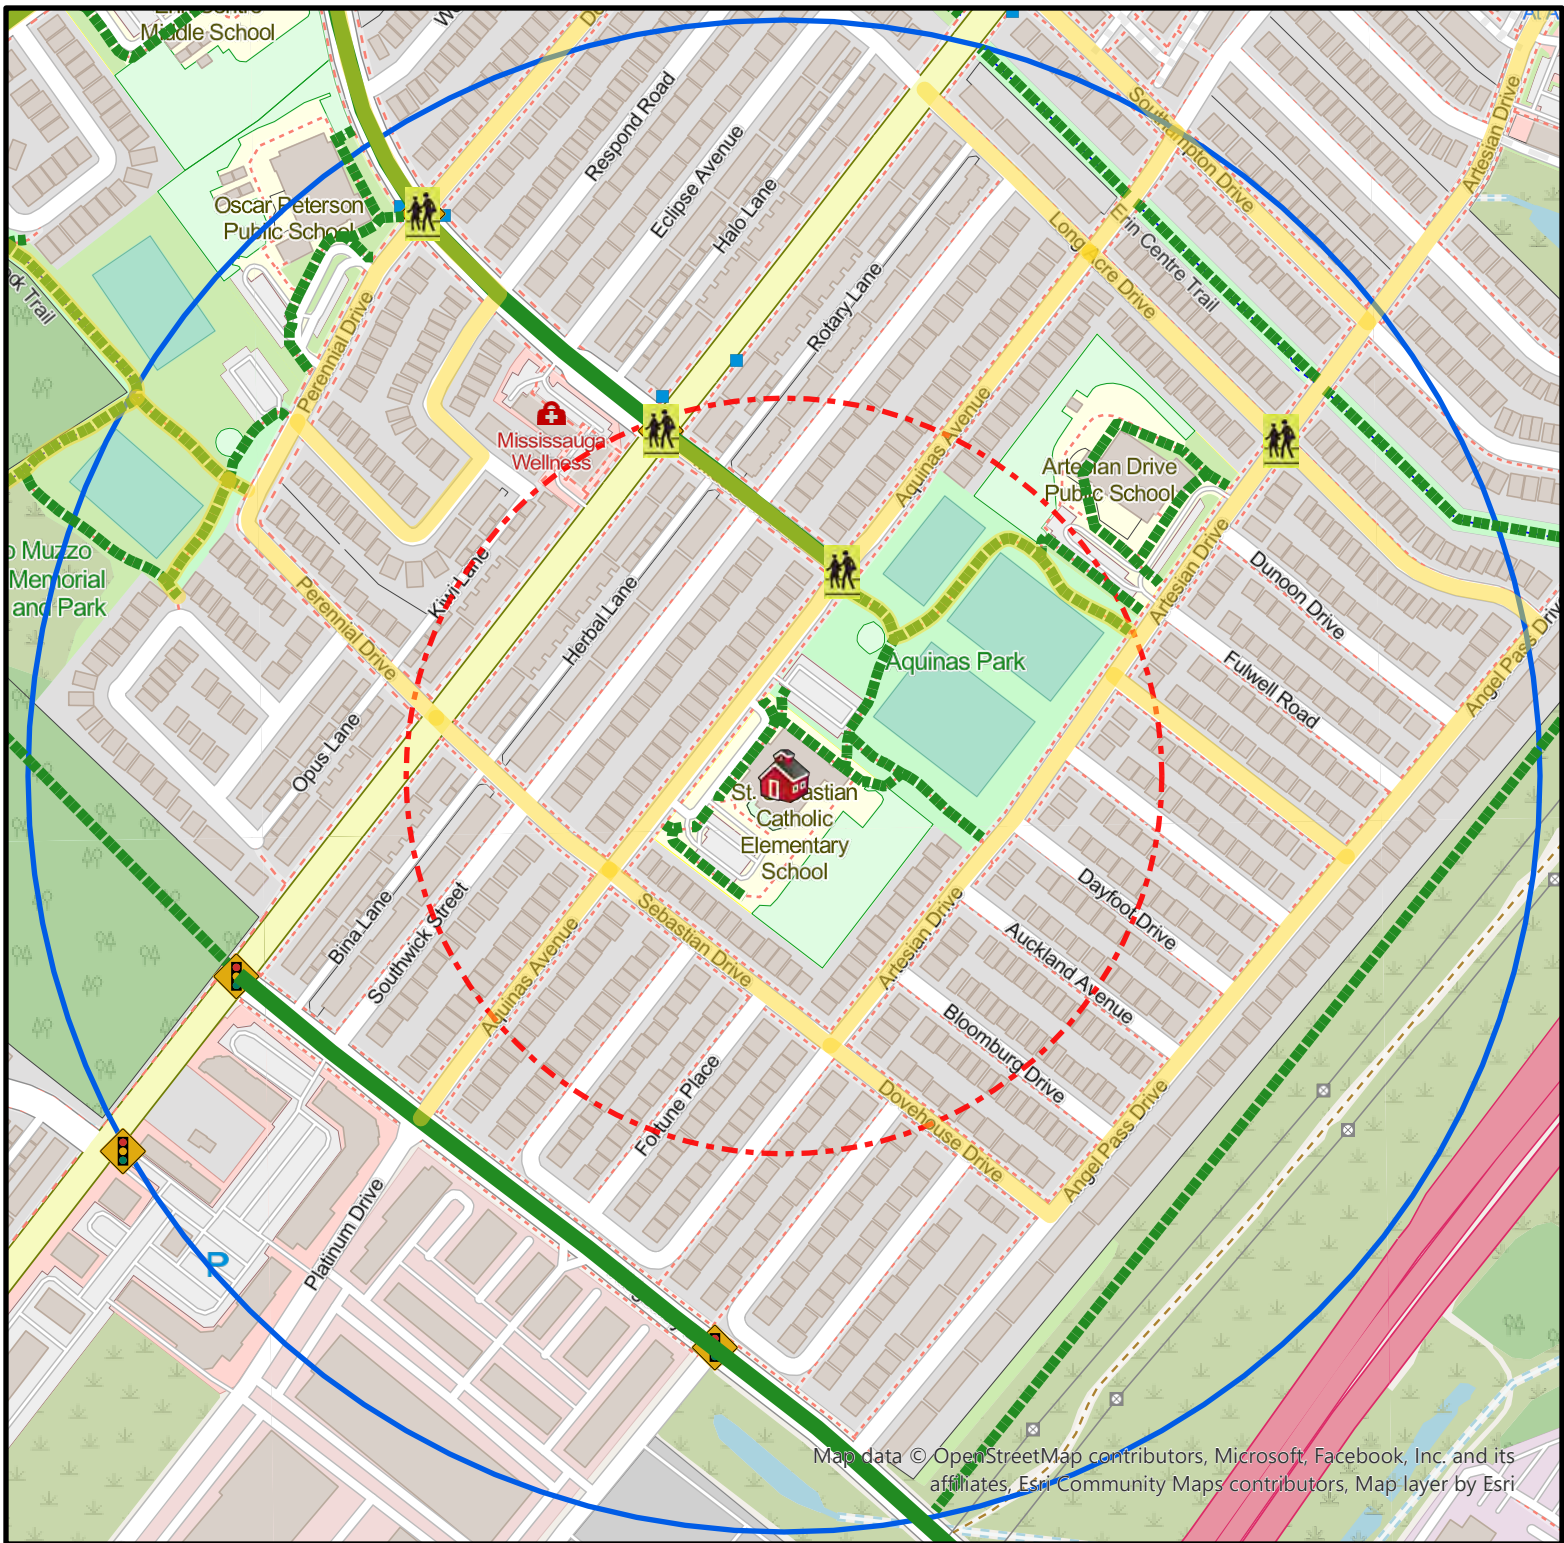 Middle School
Respond Road
Eclipse Avenue
Halo Lane
Southampton Drive
Artesian Drive
Oscar Peterson
Public School
Long Acre Drive
Erin Centre Trail
Rotary Lane
Perennial Drive
Mississauga
Wellness
Aquinas Avenue
Artesian Drive
Public School
Artesian Drive
Dunoon Drive
Muzzo
Memorial
and Park
Kiwi Lane
Herbal Lane
Perennial Drive
Aquinas Park
Fulwell Road
Angel Pass Drive
Opus Lane
St.
Catholic
Elementary
School
Bina Lane
Southwick Street
Aquinas Avenue
Sebastian Drive
Artesian Drive
Dayfoot Drive
Auckland Avenue
Bloomburg Drive
Fortune Place
Dovehouse Drive
Angel Pass Drive
Platinum Drive
P
Map data © OpenStreetMap contributors, Microsoft, Facebook, Inc. and its
affiliates, Esri Community Maps contributors, Map layer by Esri